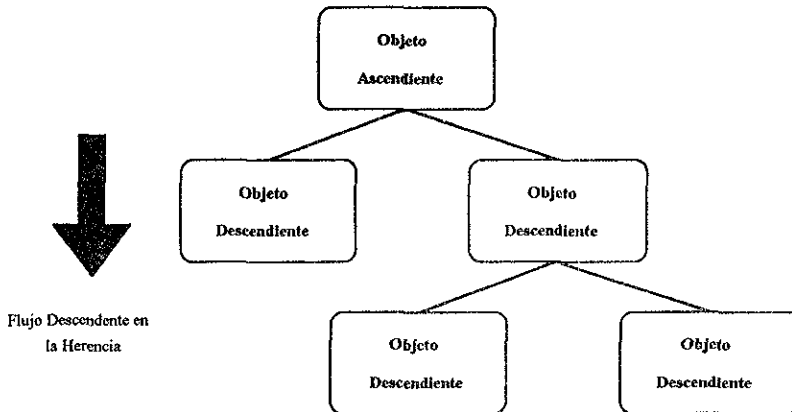 Objeto
Ascendiente
Objeto
Descendiente
Objeto
Descendiente
Flujo Descendente en
la Herencia
Objeto
Descendiente
Objeto
Descendiente